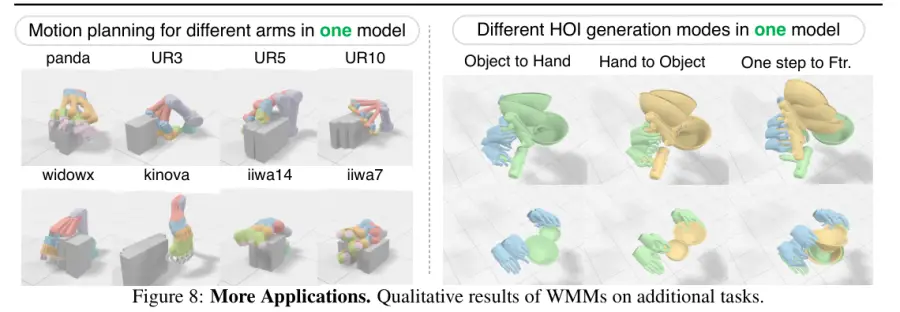 Motion planning for different arms in one model
panda UR3 UR5 UR10
widowx kinova iiwa14 iiwa7
Different HOI generation modes in one model
Object to Hand Hand to Object One step to Ftr.
Figure 8: More Applications. Qualitative results of WMMs on additional tasks.